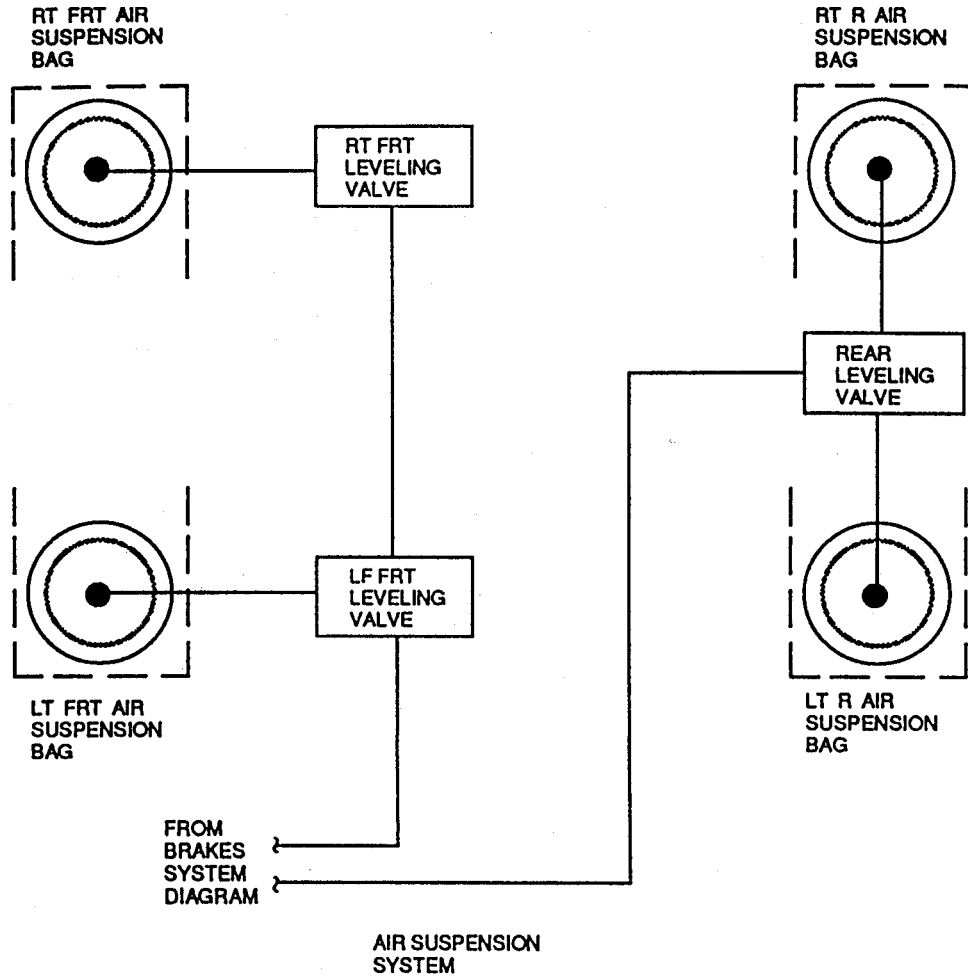 RT FRT AIR
SUSPENSION
BAG
RT R AIR
SUSPENSION
BAG
RT FRT
LEVELING
VALVE
REAR
LEVELING
VALVE
LF FRT
LEVELING
VALVE
LT FRT AIR
SUSPENSION
BAG
LT R AIR
SUSPENSION
BAG
FROM
BRAKES
SYSTEM
DIAGRAM
AIR SUSPENSION
SYSTEM